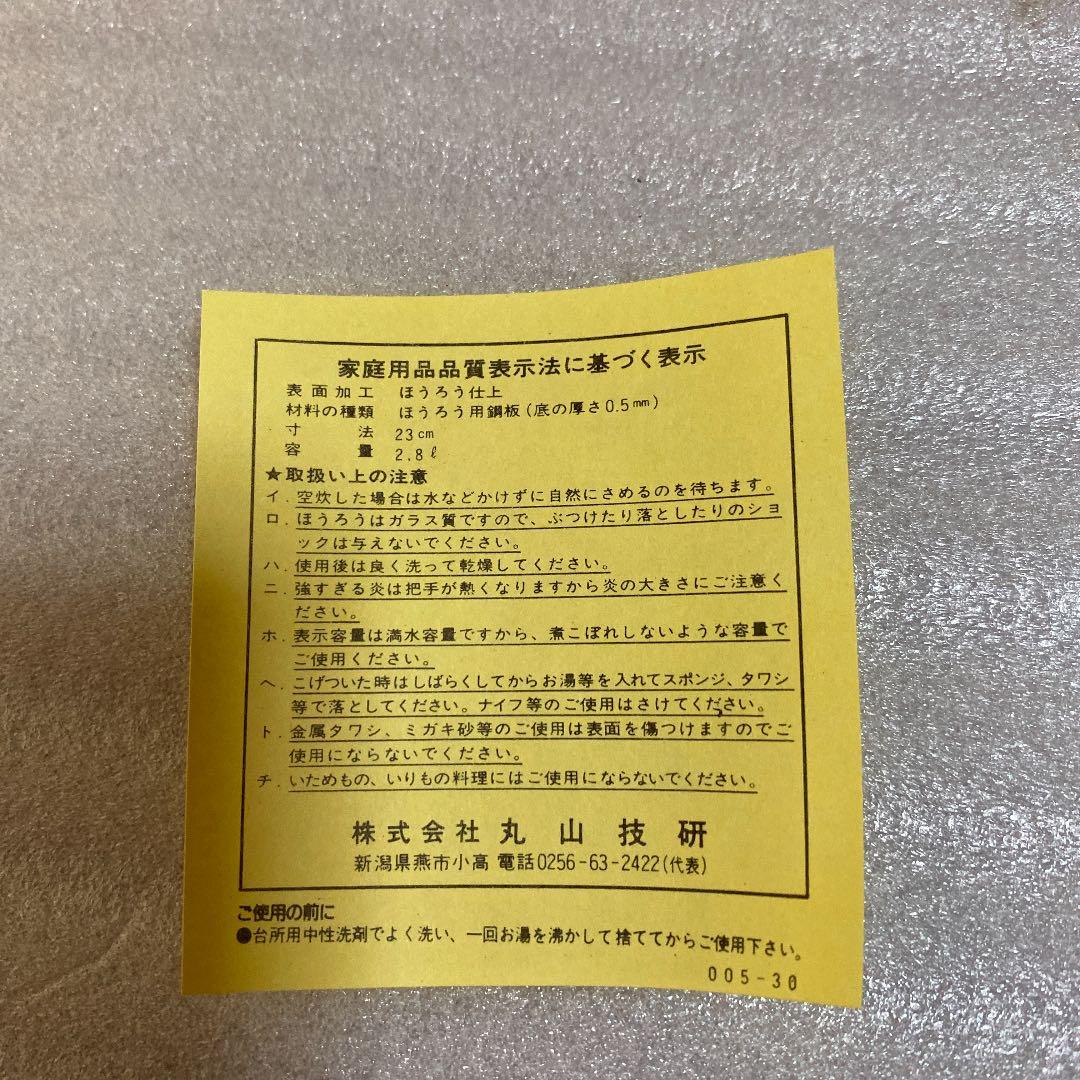 家庭用品品質表示法に基づく表示
表面加工 ほうろう仕上
材料の種類 ほうろう用鋼板(底の厚さ0.5mm)
寸法 23cm
容量 2.8ℓ
★取扱い上の注意
イ.空炊した場合は水などかけずに自然にさめるのを待ちます。
ロ.ほうろうはガラス質ですので、ぶつけたり落としたりのショ
ックは与えないでください。
ハ.使用後は良く洗って乾燥してください。
ニ.強すぎる炎は把手が熱くなりますから炎の大きさにご注意く
ださい。
ホ.表示容量は満水容量ですから、煮こぼれしないような容量で
ご使用ください。
ヘ.こげついた時はしばらくしてからお湯等を入れてスポンジ、タワシ
等で落としてください。ナイフ等のご使用はさけてください。
ト.金属タワシ、ミガキ砂等のご使用は表面を傷つけますのでご
使用にならないでください。
チ.いためもの、いりもの料理にはご使用にならないでください。
株式会社丸山技研
新潟県燕市小高 電話0256-63-2422(代表)
ご使用の前に
●台所用中性洗剤でよく洗い、一回お湯を沸かして捨ててからご使用下さい。
005-30